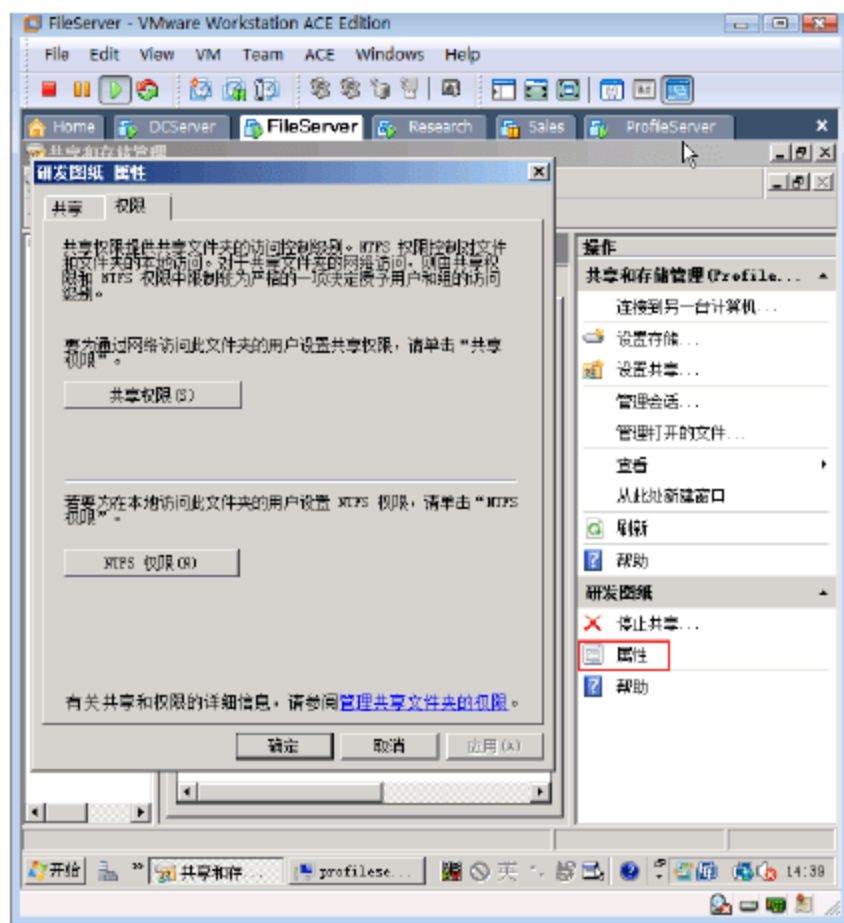 FileServer - VMware Workstation ACE Edition
File Edit View VM Team ACE Windows Help
Home DCServer FileServer Research Sales ProfileServer
共享和存储管理
研发图纸 属性
共享 权限
共享权限提供共享文件夹的访问控制级别。NTFS 权限控制对文件
和文件夹的本地访问。对于共享文件夹的网络访问，则由共享权
限和 NTFS 权限中限制较为严格的一项决定授予用户和组的访问
级别。
要为通过网络访问此文件夹的用户设置共享权限，请单击“共享
权限”。
共享权限(S)
若要为在本地访问此文件夹的用户设置 NTFS 权限，请单击“NTFS
权限”。
NTFS 权限(N)
有关共享和权限的详细信息，请参阅管理共享文件夹的权限。
确定 取消 应用(A)
操作
共享和存储管理(Profile...
连接到另一台计算机...
设置存储...
设置共享...
管理会话...
管理打开的文件...
查看
从此处新建窗口
刷新
帮助
研发图纸
停止共享...
属性
帮助
开始 » 共享和存... profilese... 英 14:39